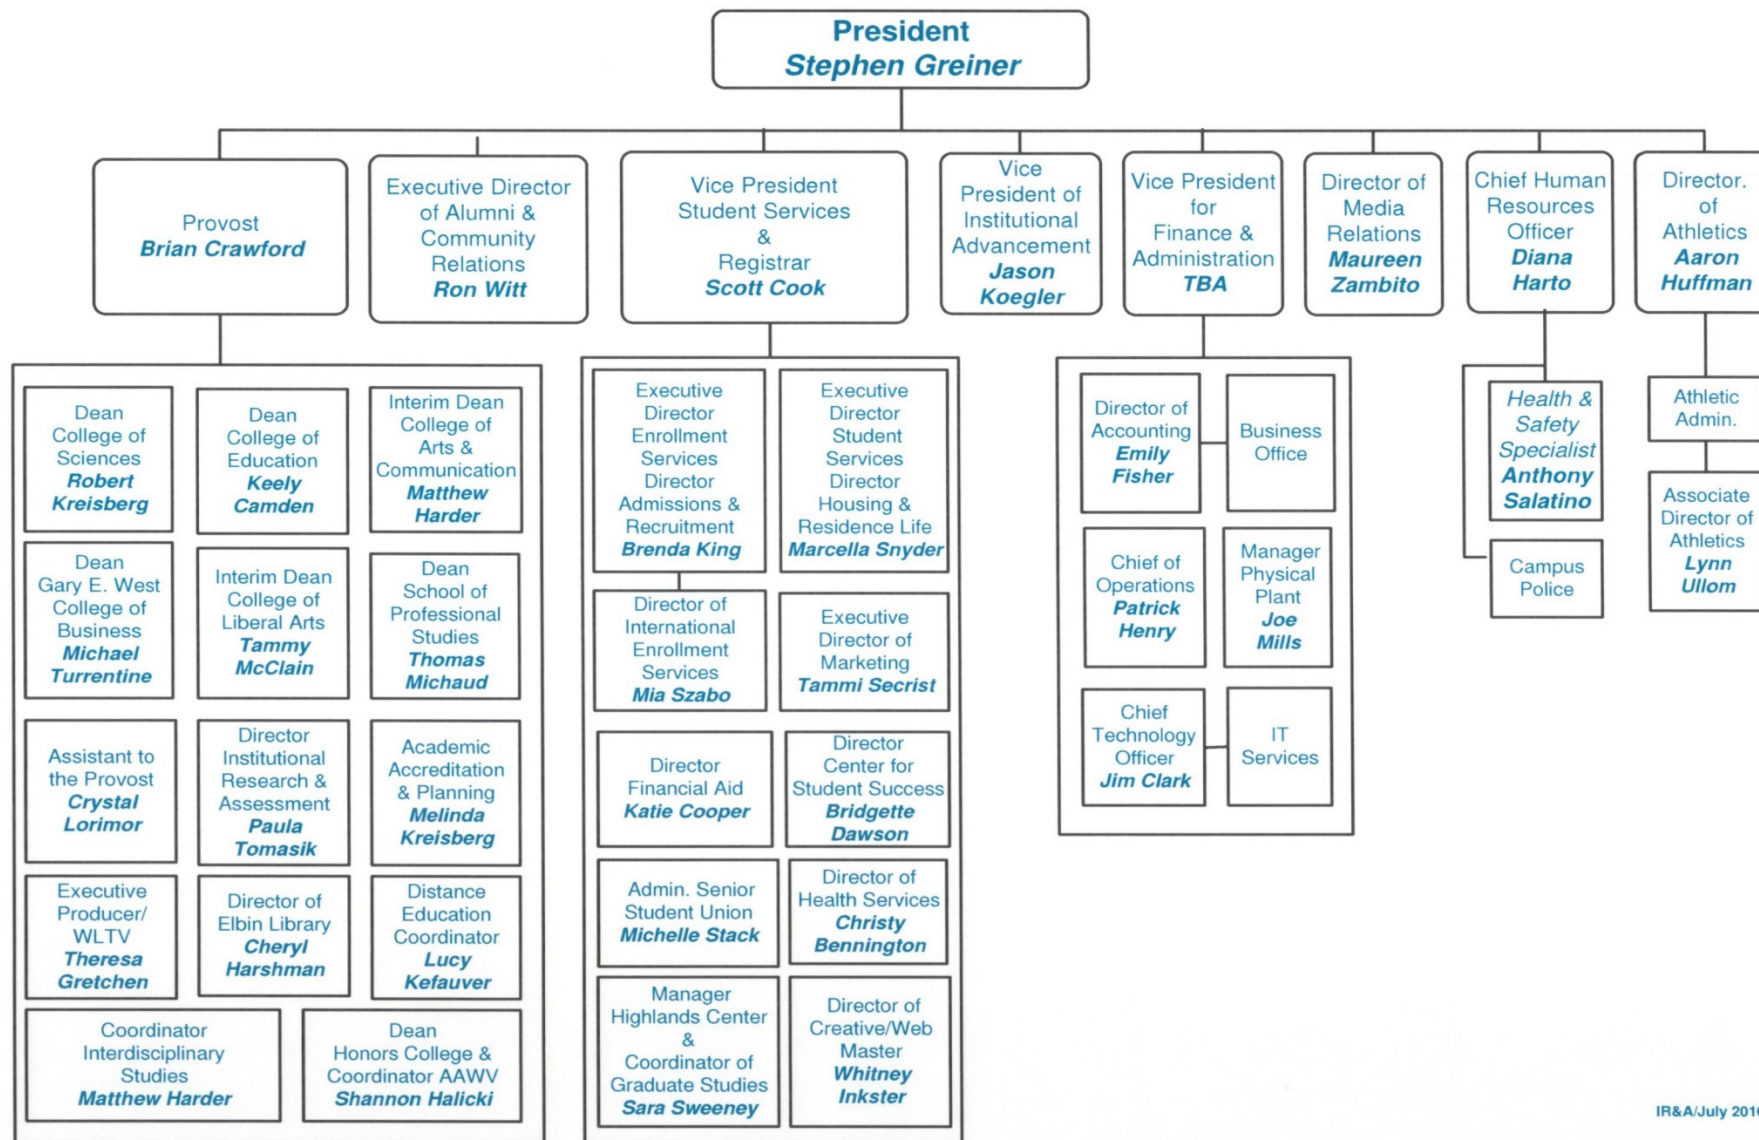 President
Stephen Greiner
Provost
Brian Crawford
Executive Director
of Alumni &
Community
Relations
Ron Witt
Vice President
Student Services
&
Registrar
Scott Cook
Vice
President of
Institutional
Advancement
Jason
Koegler
Vice President
for
Finance &
Administration
TBA
Director of
Media
Relations
Maureen
Zambito
Chief Human
Resources
Officer
Diana
Harto
Director.
of
Athletics
Aaron
Huffman
Dean
College of
Sciences
Robert
Kreisberg
Dean
College of
Education
Keely
Camden
Interim Dean
College of
Arts &
Communication
Matthew
Harder
Dean
Gary E. West
College of
Business
Michael
Turrentine
Interim Dean
College of
Liberal Arts
Tammy
McClain
Dean
School of
Professional
Studies
Thomas
Michaud
Assistant to
the Provost
Crystal
Lorimor
Director
Institutional
Research &
Assessment
Paula
Tomasik
Academic
Accreditation
& Planning
Melinda
Kreisberg
Executive
Producer/
WLTV
Theresa
Gretchen
Director of
Elbin Library
Cheryl
Harshman
Distance
Education
Coordinator
Lucy
Kefauver
Coordinator
Interdisciplinary
Studies
Matthew Harder
Dean
Honors College &
Coordinator AAWV
Shannon Halicki
Executive
Director
Enrollment
Services
Director
Admissions &
Recruitment
Brenda King
Executive
Director
Student
Services
Director
Housing &
Residence Life
Marcella Snyder
Director of
International
Enrollment
Services
Mia Szabo
Executive
Director of
Marketing
Tammi Secrist
Director
Financial Aid
Katie Cooper
Director
Center for
Student Success
Bridgette
Dawson
Admin. Senior
Student Union
Michelle Stack
Director of
Health Services
Christy
Bennington
Manager
Highlands Center
&
Coordinator of
Graduate Studies
Sara Sweeney
Director of
Creative/Web
Master
Whitney
Inkster
Director of
Accounting
Emily
Fisher
Business
Office
Chief of
Operations
Patrick
Henry
Manager
Physical
Plant
Joe
Mills
Chief
Technology
Officer
Jim Clark
IT
Services
Health &
Safety
Specialist
Anthony
Salatino
Campus
Police
Athletic
Admin.
Associate
Director of
Athletics
Lynn
Ullom
IR&A/July 2016